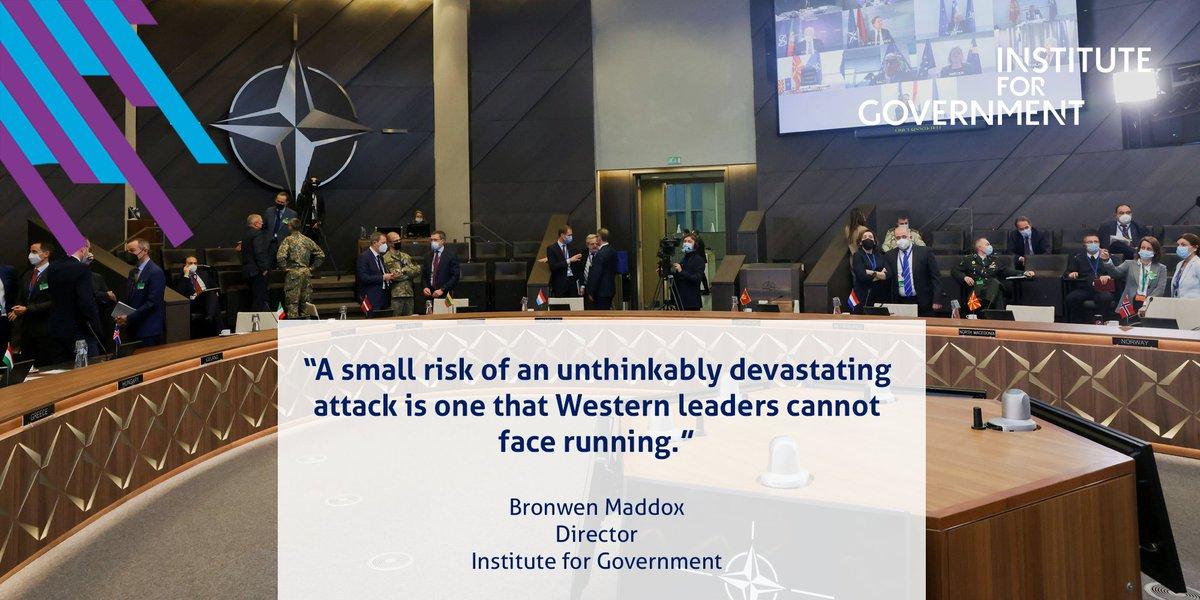 INSTITUTE
FOR
GOVERNMENT
GREECE
HUNGARY
ICELAND
NORTH MACEDONIA
NORWAY
“A small risk of an unthinkably devastating
attack is one that Western leaders cannot
face running.”
Bronwen Maddox
Director
Institute for Government